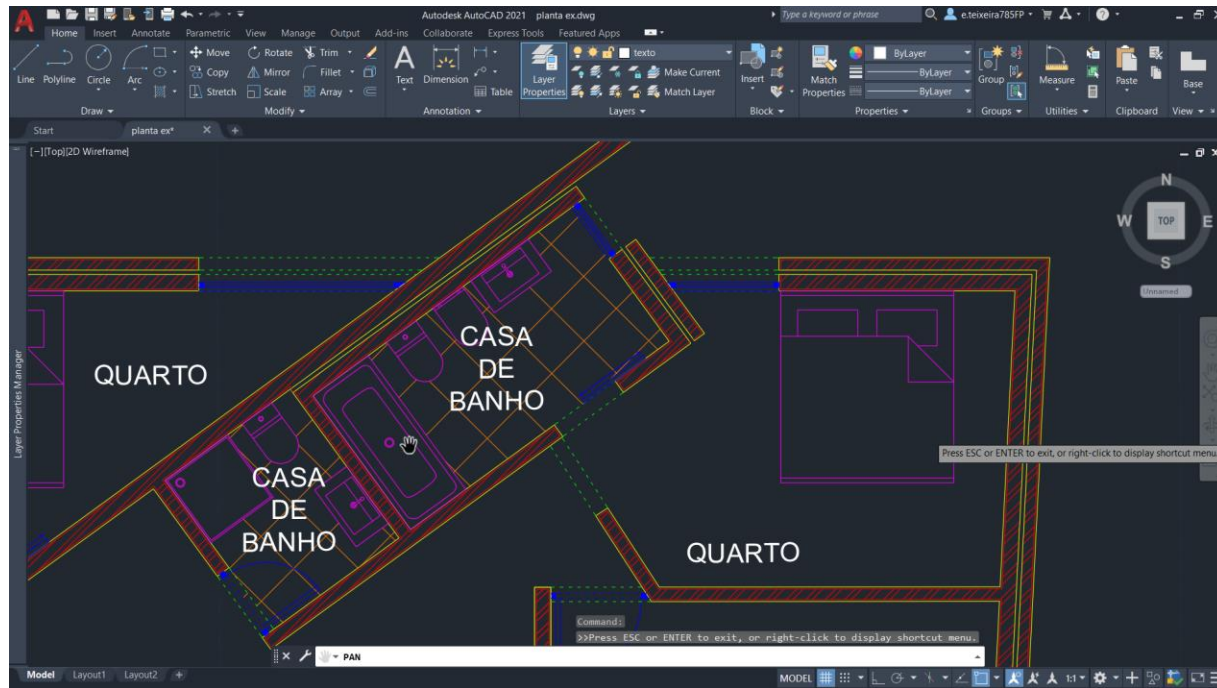 Autodesk AutoCAD 2021 planta ex.dwg
Type a keyword or phrase
e.teixeira785FP
Home Insert Annotate Parametric View Manage Output Add-ins Collaborate Express Tools Featured Apps
Line Polyline Circle Arc
Move Rotate Trim
Copy Mirror Fillet
Stretch Scale Array
Text Dimension
Table
Layer Properties
texto
Make Current
Match Layer
Insert
Match Properties
ByLayer
ByLayer
ByLayer
Group
Measure
Paste
Base
Draw Modify Annotation Layers Block Properties Groups Utilities Clipboard View
Start planta ex*
[−][Top][2D Wireframe]
N
W TOP E
S
Unnamed
Layer Properties Manager
QUARTO
CASA
DE
BANHO
CASA
DE
BANHO
QUARTO
Press ESC or ENTER to exit, or right-click to display shortcut menu.
Command:
>>Press ESC or ENTER to exit, or right-click to display shortcut menu.
PAN
Model Layout1 Layout2 +
MODEL 1:1